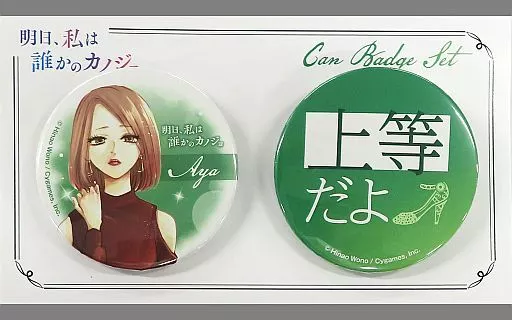 明日、私は
誰かのカノジョ
Can Badge Set
© Hinao Wono / Cygames, Inc.
明日、私は
誰かのカノジョ
Aya
上等
だよ
© Hinao Wono / Cygames, Inc.